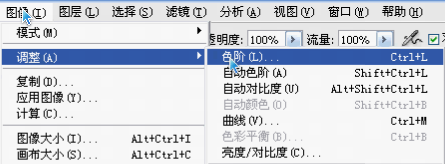 图像(I) 图层(L) 选择(S) 滤镜(T) 分析(A) 视图(V) 窗口(W) 帮助(H)
模式(M)
明度: 100% 流量: 100%
调整(A)
色阶(L)... Ctrl+L
自动色阶(A) Shift+Ctrl+L
复制(D)...
自动对比度(U) Alt+Shift+Ctrl+L
应用图像(Y)...
自动颜色(O) Shift+Ctrl+B
计算(C)...
曲线(V)... Ctrl+M
色彩平衡(B)... Ctrl+B
图像大小(I)... Alt+Ctrl+I
亮度/对比度(C)...
画布大小(S)... Alt+Ctrl+C